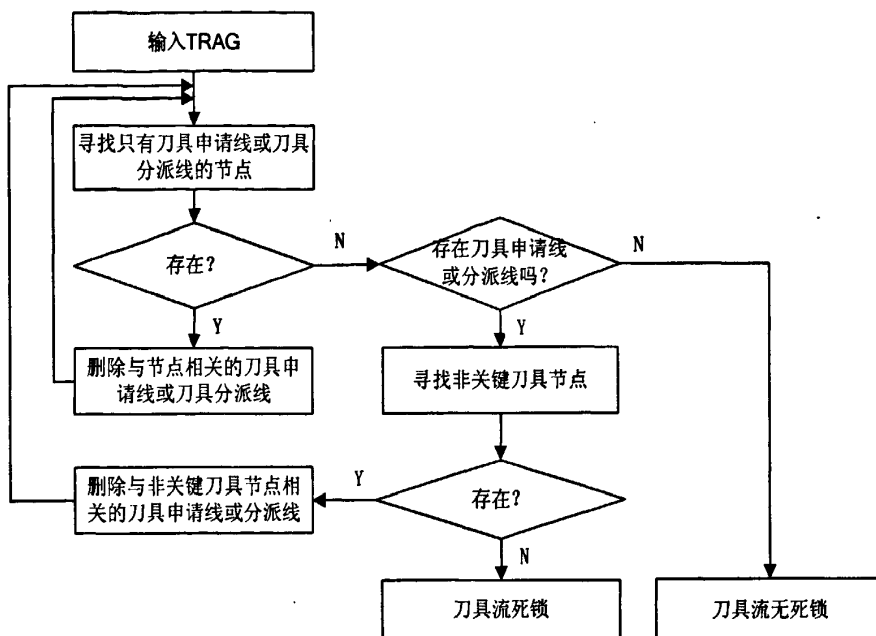 输入TRAG
寻找只有刀具申请线或刀具
分派线的节点
存在?
N
存在刀具申请线
或分派线吗?
N
Y
Y
删除与节点相关的刀具申
请线或刀具分派线
寻找非关键刀具节点
删除与非关键刀具节点相
关的刀具申请线或分派线
Y
存在?
N
刀具流死锁
刀具流无死锁